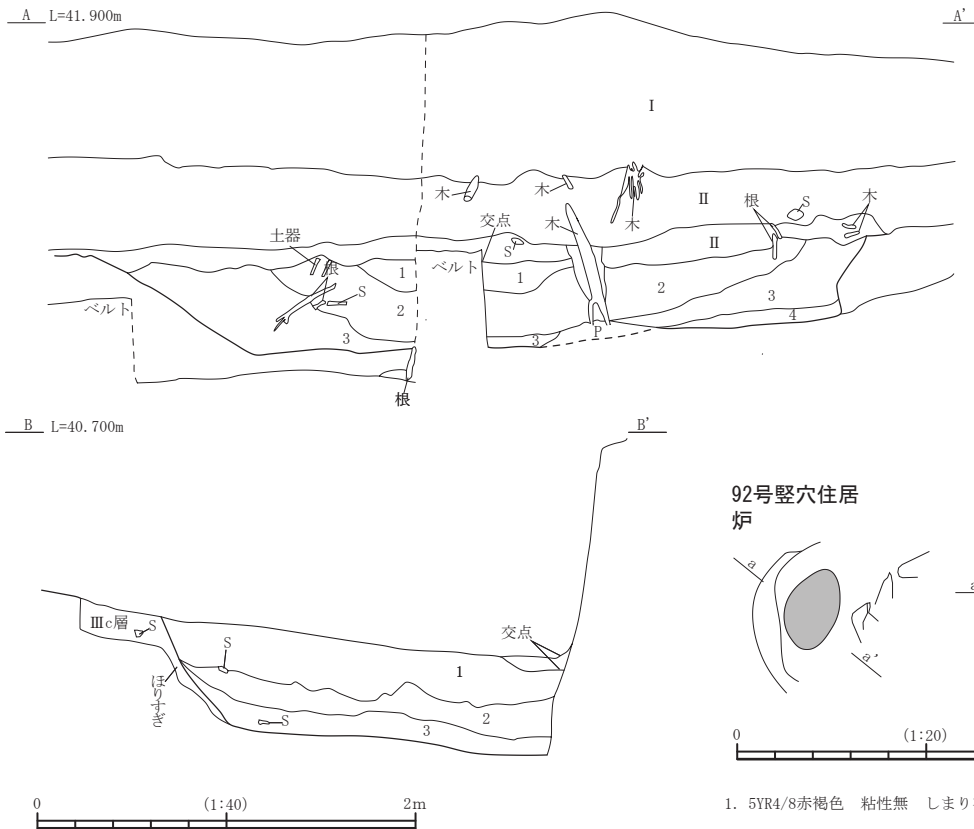 A L=41.900m A'
Ⅰ
木 木 木 木 Ⅱ 根 S 木
土器 交点 S Ⅱ
根 1 ベルト 1 2 3
ベルト S 2 4
3 3 P
根
B L=40.700m B'
92号竪穴住居
炉
a a
a'
Ⅲc層 S 交点
S 1
ほりすぎ
S 2
3
0 (1:20)
0 (1:40) 2m
1. 5YR4/8赤褐色 粘性無 しまり